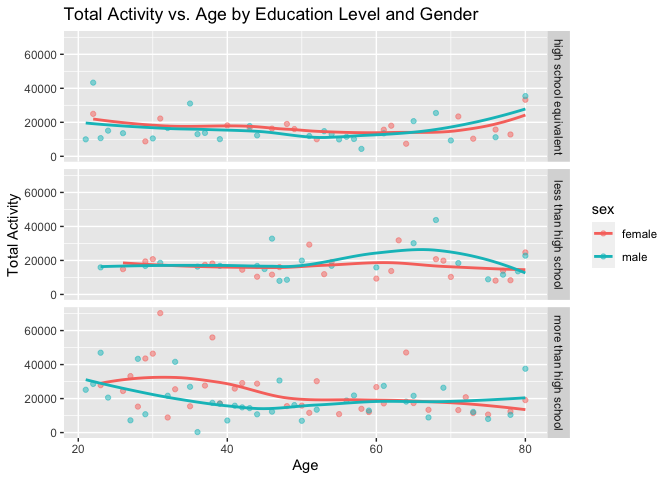 Total Activity vs. Age by Education Level and Gender
Total Activity
60000
40000
20000
0
high school equivalent
60000
40000
20000
0
less than high school
60000
40000
20000
0
more than high school
20
40
60
80
Age
sex
female
male